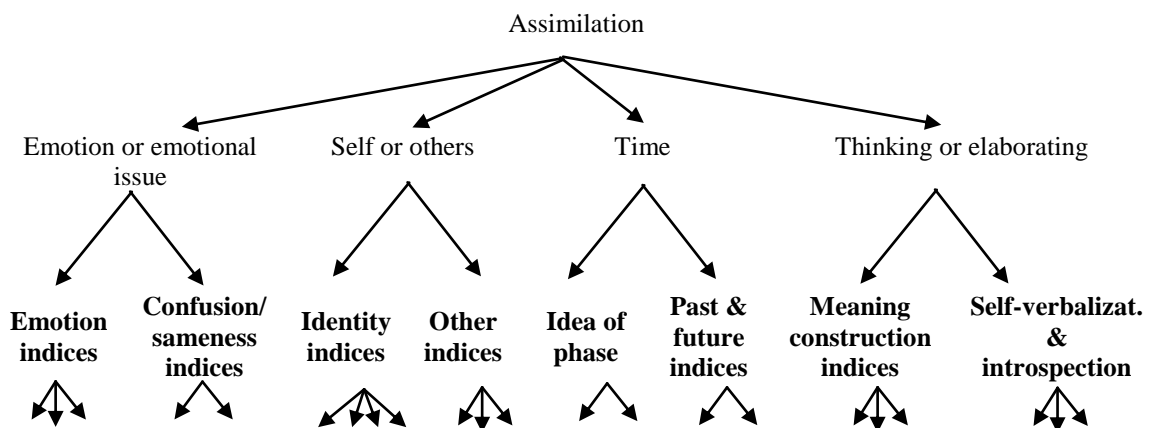 Assimilation
Emotion or emotional
issue
Self or others
Time
Thinking or elaborating
Emotion
indices
Confusion/
sameness
indices
Identity
indices
Other
indices
Idea of
phase
Past &
future
indices
Meaning
construction
indices
Self-verbalizat.
&
introspection